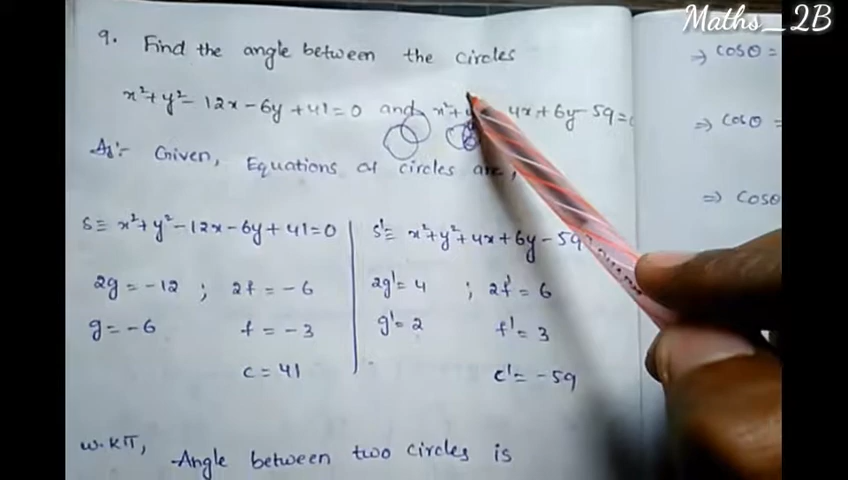 Maths_2B
9. Find the angle between the circles
x²+y²-12x-6y+41=0 and x²+ 4x+6y-59=
As:- Given, Equations of circles are,
S≡ x²+y²-12x-6y+41=0
S'≡ x²+y²+4x+6y-59
2g=-12 ; 2f=-6
2g'=4 ; 2f'=6
g=-6 f=-3
g'=2 f'=3
c=41
c'=-59
W.K.T, Angle between two circles is
⇒ cosθ =
⇒ cosθ =
⇒ cosθ